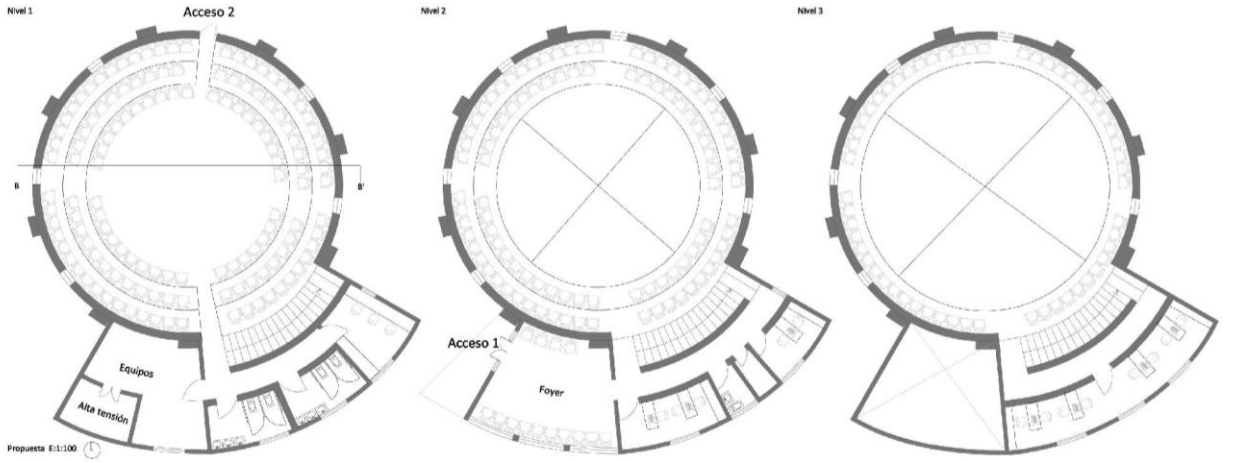 Nivel 1
Acceso 2
Nivel 2
Nivel 3
B
B'
Acceso 1
Equipos
Alta tensión
Foyer
Propuesta E:1:100